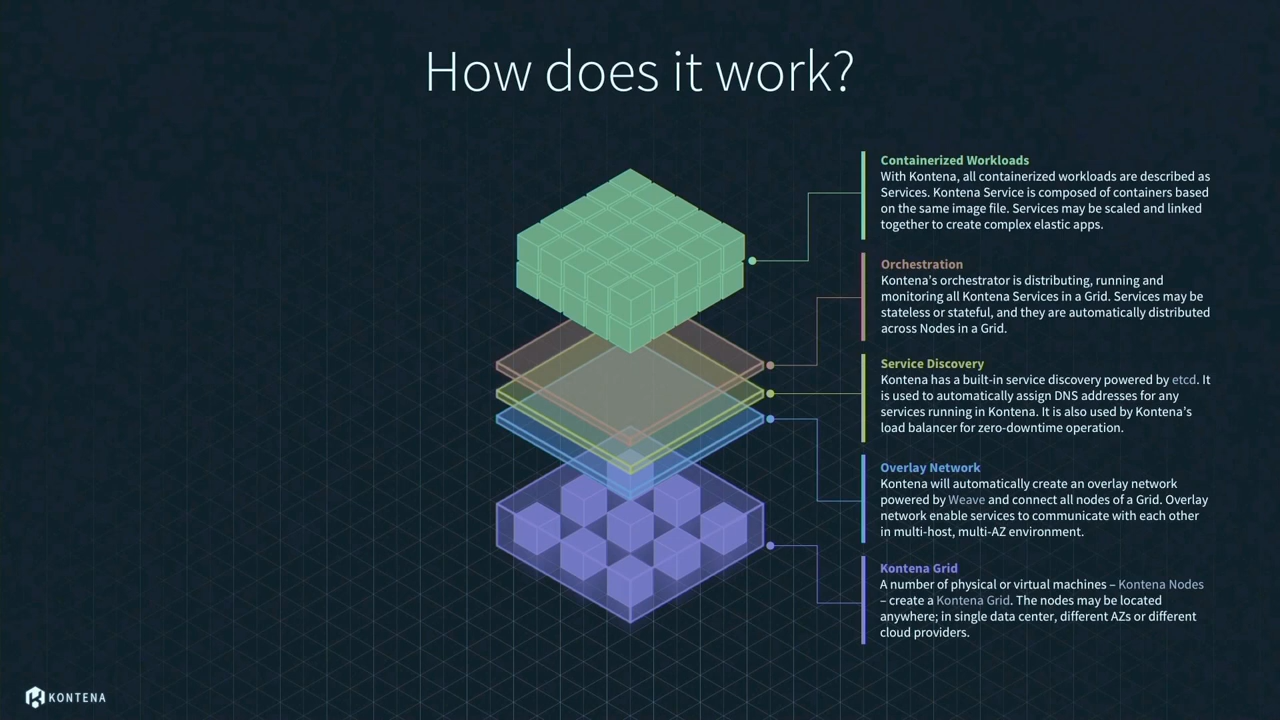 How does it work?
Containerized Workloads
With Kontena, all containerized workloads are described as
Services. Kontena Service is composed of containers based
on the same image file. Services may be scaled and linked
together to create complex elastic apps.
Orchestration
Kontena's orchestrator is distributing, running and
monitoring all Kontena Services in a Grid. Services may be
stateless or stateful, and they are automatically distributed
across Nodes in a Grid.
Service Discovery
Kontena has a built-in service discovery powered by etcd. It
is used to automatically assign DNS addresses for any
services running in Kontena. It is also used by Kontena's
load balancer for zero-downtime operation.
Overlay Network
Kontena will automatically create an overlay network
powered by Weave and connect all nodes of a Grid. Overlay
network enable services to communicate with each other
in multi-host, multi-AZ environment.
Kontena Grid
A number of physical or virtual machines – Kontena Nodes
– create a Kontena Grid. The nodes may be located
anywhere; in single data center, different AZs or different
cloud providers.
KONTENA